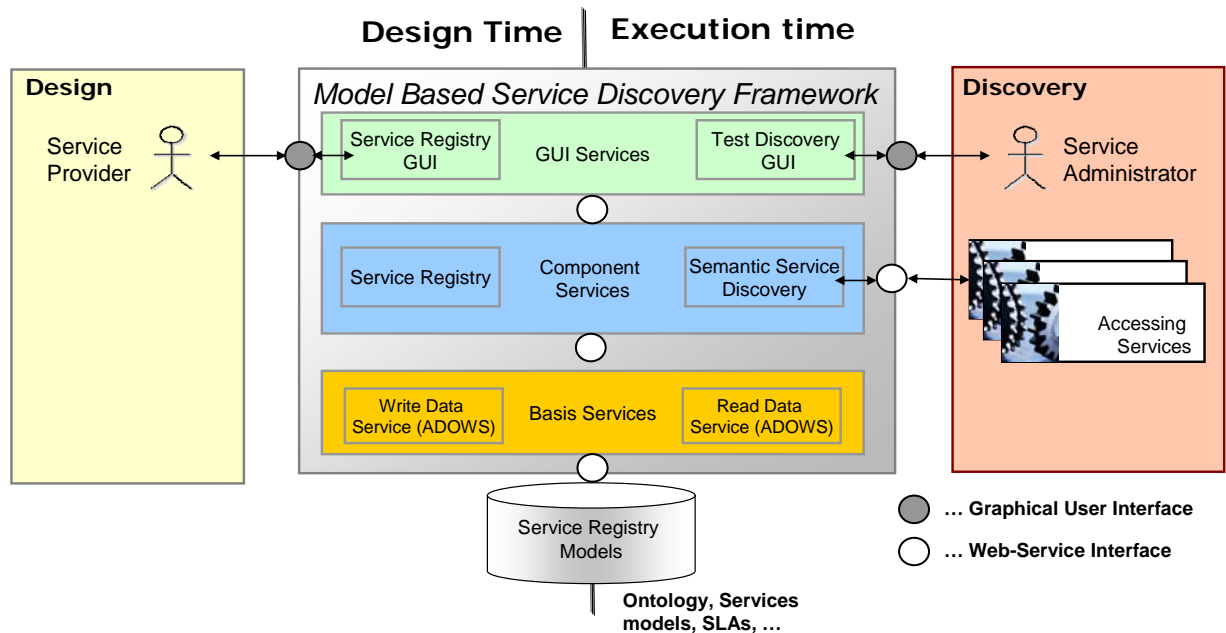 Design Time
Execution time
Design
Service
Provider
Model Based Service Discovery Framework
Service Registry
GUI
GUI Services
Test Discovery
GUI
Service Registry
Component
Services
Semantic Service
Discovery
Write Data
Service (ADOWS)
Basis Services
Read Data
Service (ADOWS)
Service Registry
Models
Ontology, Services
models, SLAs, …
Discovery
Service
Administrator
Accessing
Services
… Graphical User Interface
… Web-Service Interface